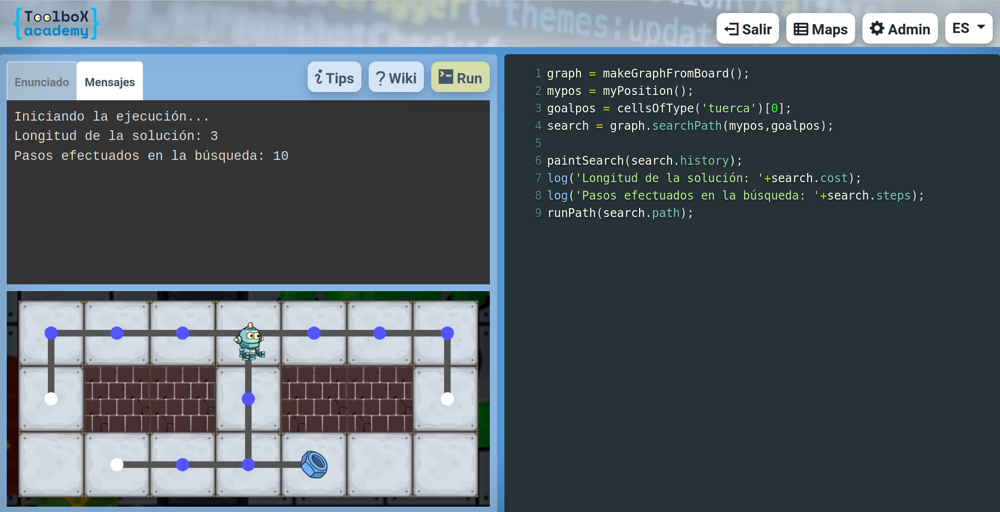 gger("themes:updat
{ToolboX
academy}
Salir
Maps
Admin
ES
Enunciado
Mensajes
Tips
? Wiki
Run
Iniciando la ejecución...
Longitud de la solución: 3
Pasos efectuados en la búsqueda: 10
1 graph = makeGraphFromBoard();
2 mypos = myPosition();
3 goalpos = cellsOfType('tuerca')[0];
4 search = graph.searchPath(mypos,goalpos);
5
6 paintSearch(search.history);
7 log('Longitud de la solución: '+search.cost);
8 log('Pasos efectuados en la búsqueda: '+search.steps);
9 runPath(search.path);